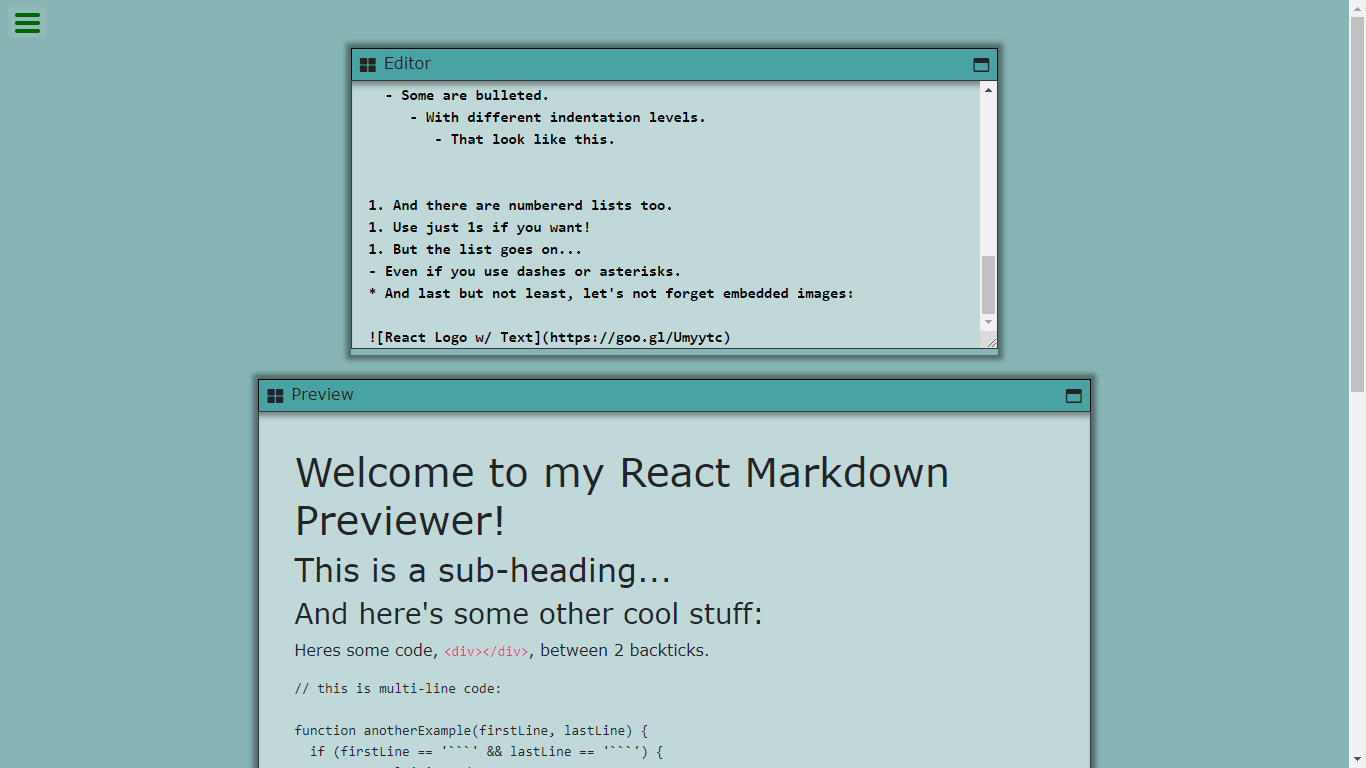 Editor
- Some are bulleted.
- With different indentation levels.
- That look like this.
1. And there are numbererd lists too.
1. Use just 1s if you want!
1. But the list goes on...
- Even if you use dashes or asterisks.
* And last but not least, let's not forget embedded images:
![React Logo w/ Text](https://goo.gl/Umyytc)
Preview
Welcome to my React Markdown
Previewer!
This is a sub-heading...
And here's some other cool stuff:
Heres some code, <div></div>, between 2 backticks.
// this is multi-line code:
function anotherExample(firstLine, lastLine) {
if (firstLine == '```' && lastLine == '```') {